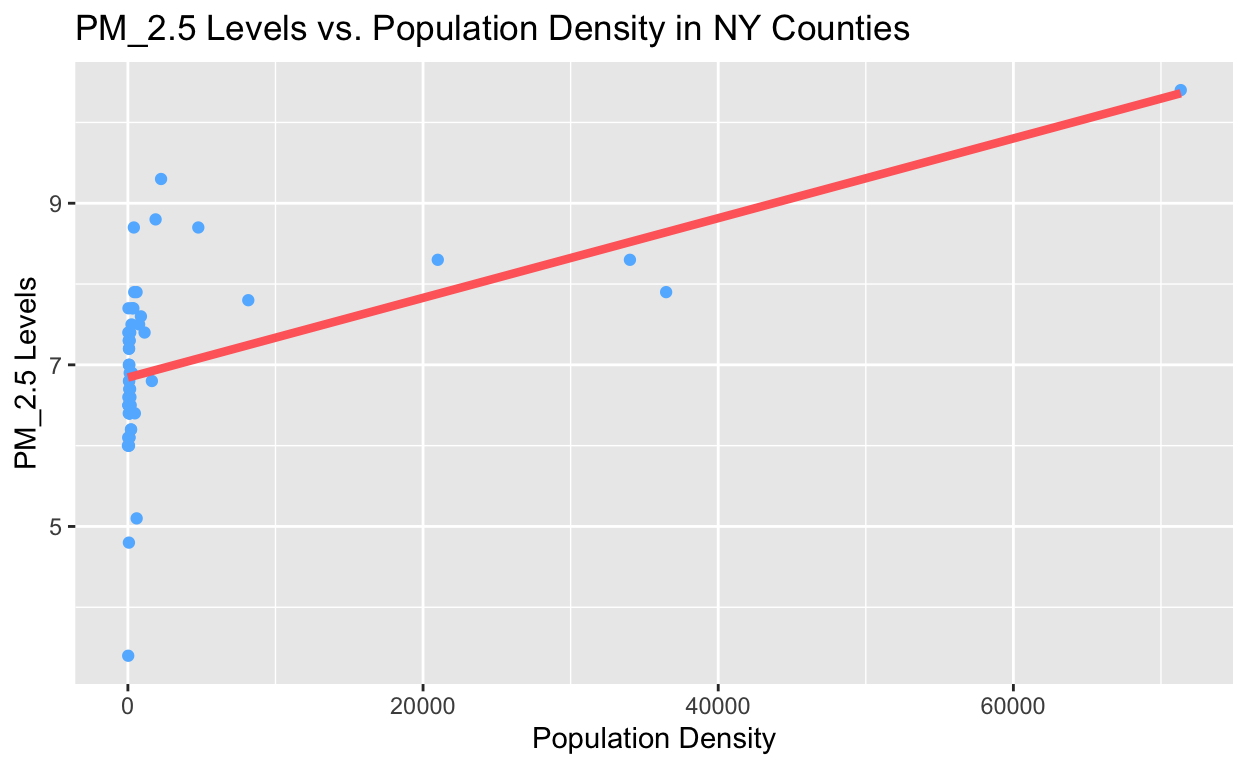 PM_2.5 Levels vs. Population Density in NY Counties
PM_2.5 Levels
9
7
5
0 20000 40000 60000
Population Density